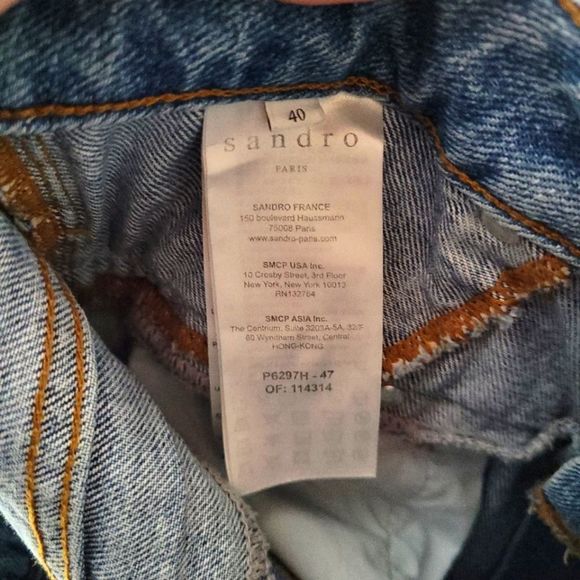 40
sandro
PARIS
SANDRO FRANCE
150 boulevard Haussmann
75008 Paris
www.sandro-paris.com
SMCP USA Inc.
10 Crosby Street, 3rd Floor
New York, New York 10013
RN132764
SMCP ASIA Inc.
The Centrium, Suite 3203A-5A, 32/F
60 Wyndham Street, Central
HONG-KONG
P6297H - 47
OF: 114314